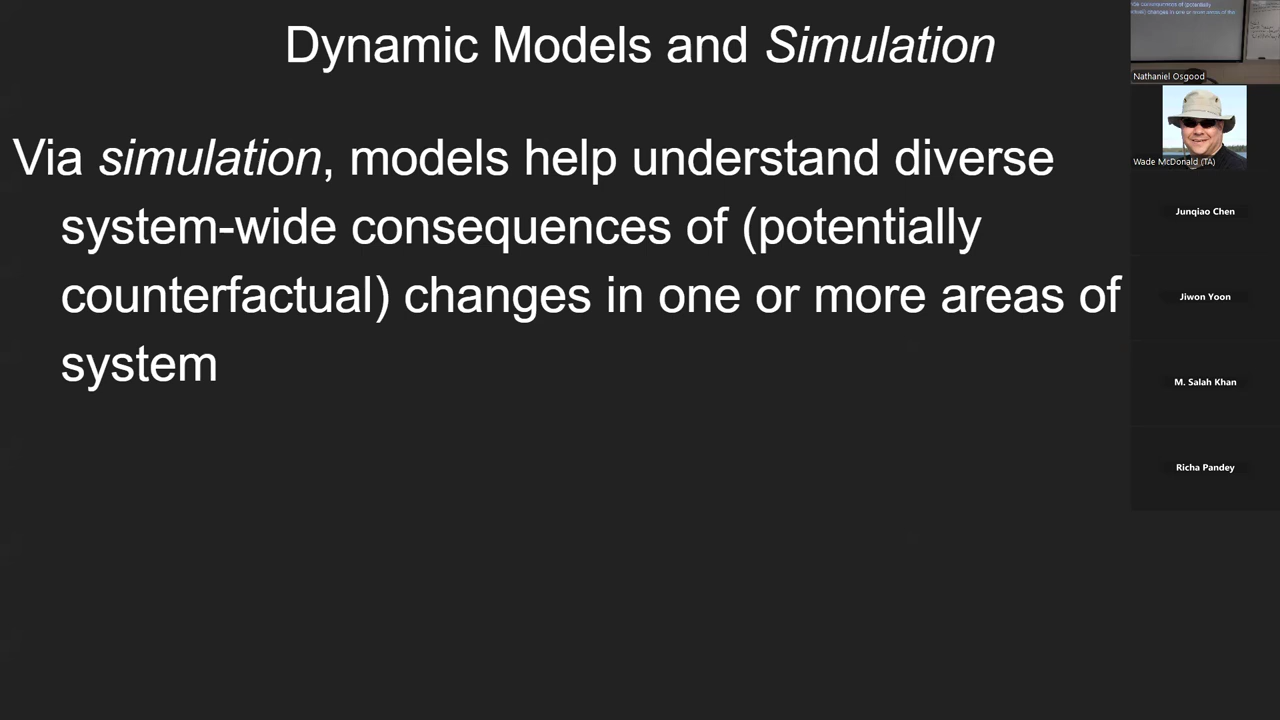 Dynamic Models and Simulation
Via simulation, models help understand diverse
system-wide consequences of (potentially
counterfactual) changes in one or more areas of
system
Nathaniel Osgood
Wade McDonald (TA)
Junqiao Chen
Jiwon Yoon
M. Salah Khan
Richa Pandey